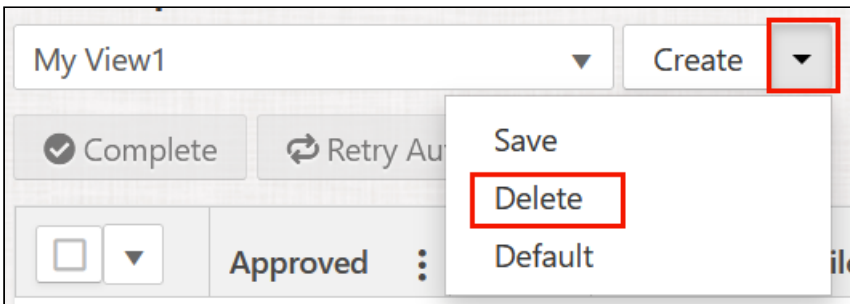 My View1
Create
Complete
Retry Au
Save
Delete
Default
Approved